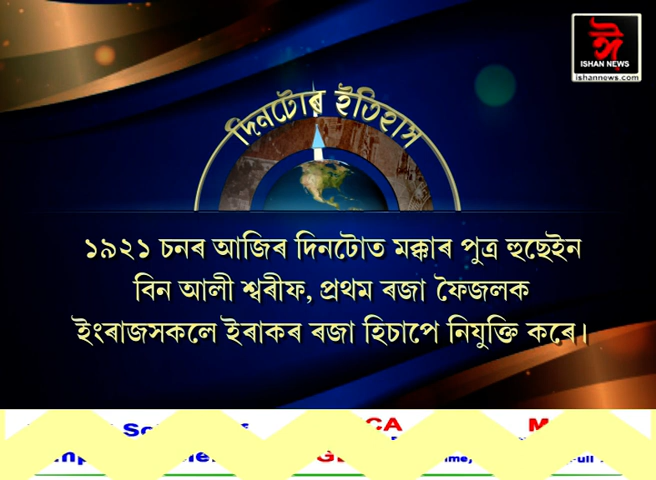 ISHAN NEWS
ishannews.com
দিনটোৰ ইতিহাস
১৯২১ চনৰ আজিৰ দিনটোত মক্কাৰ পুত্ৰ হুছেইন
বিন আলী শ্বৰীফ, প্ৰথম ৰজা ফৈজলক
ইংৰাজসকলে ইৰাকৰ ৰজা হিচাপে নিযুক্তি কৰে।